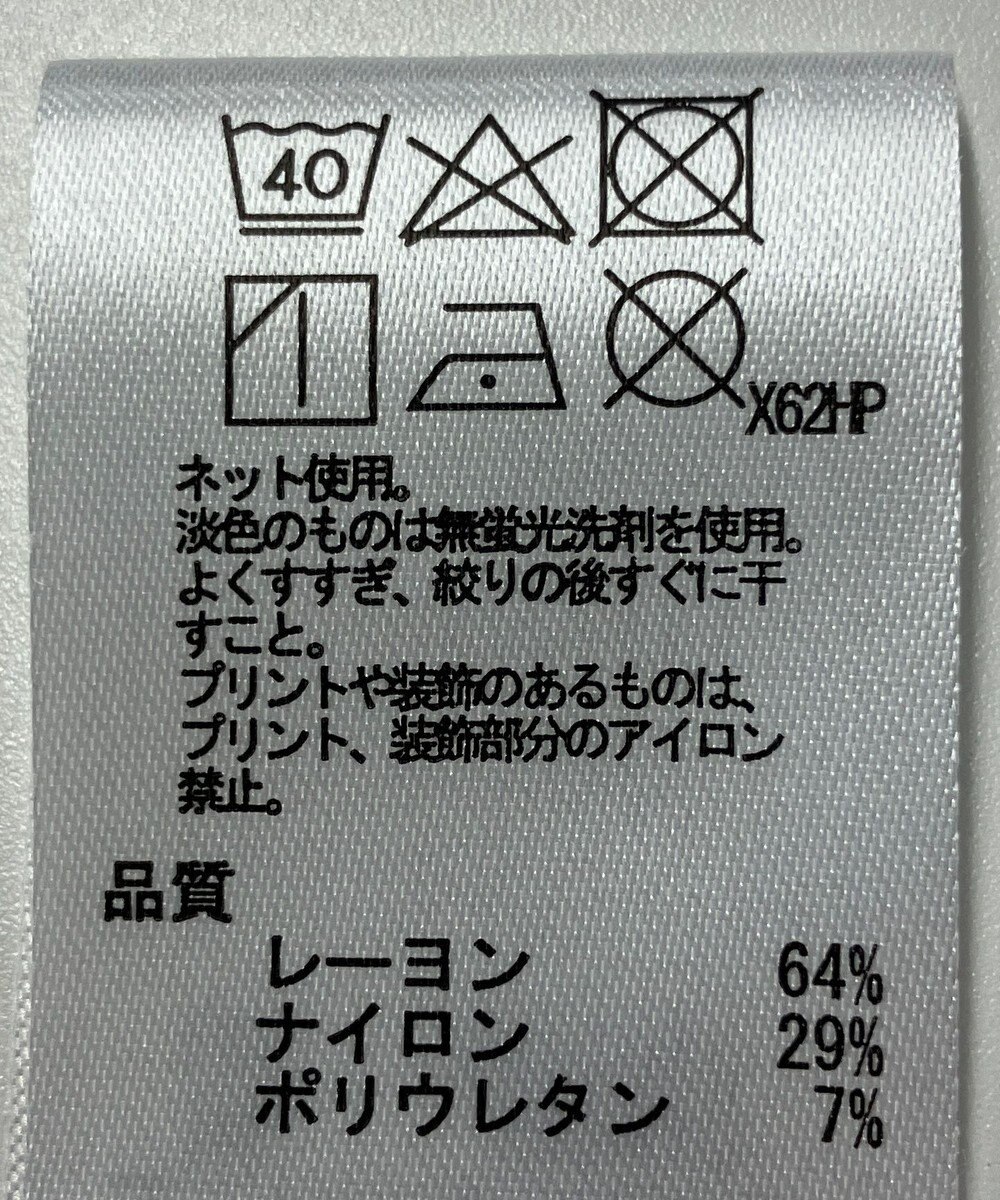 40
X62HP
ネット使用。
淡色のものは無蛍光洗剤を使用。
よくすすぎ、絞りの後すぐに干
すこと。
プリントや装飾のあるものは、
プリント、装飾部分のアイロン
禁止。
品質
レーヨン 64%
ナイロン 29%
ポリウレタン 7%